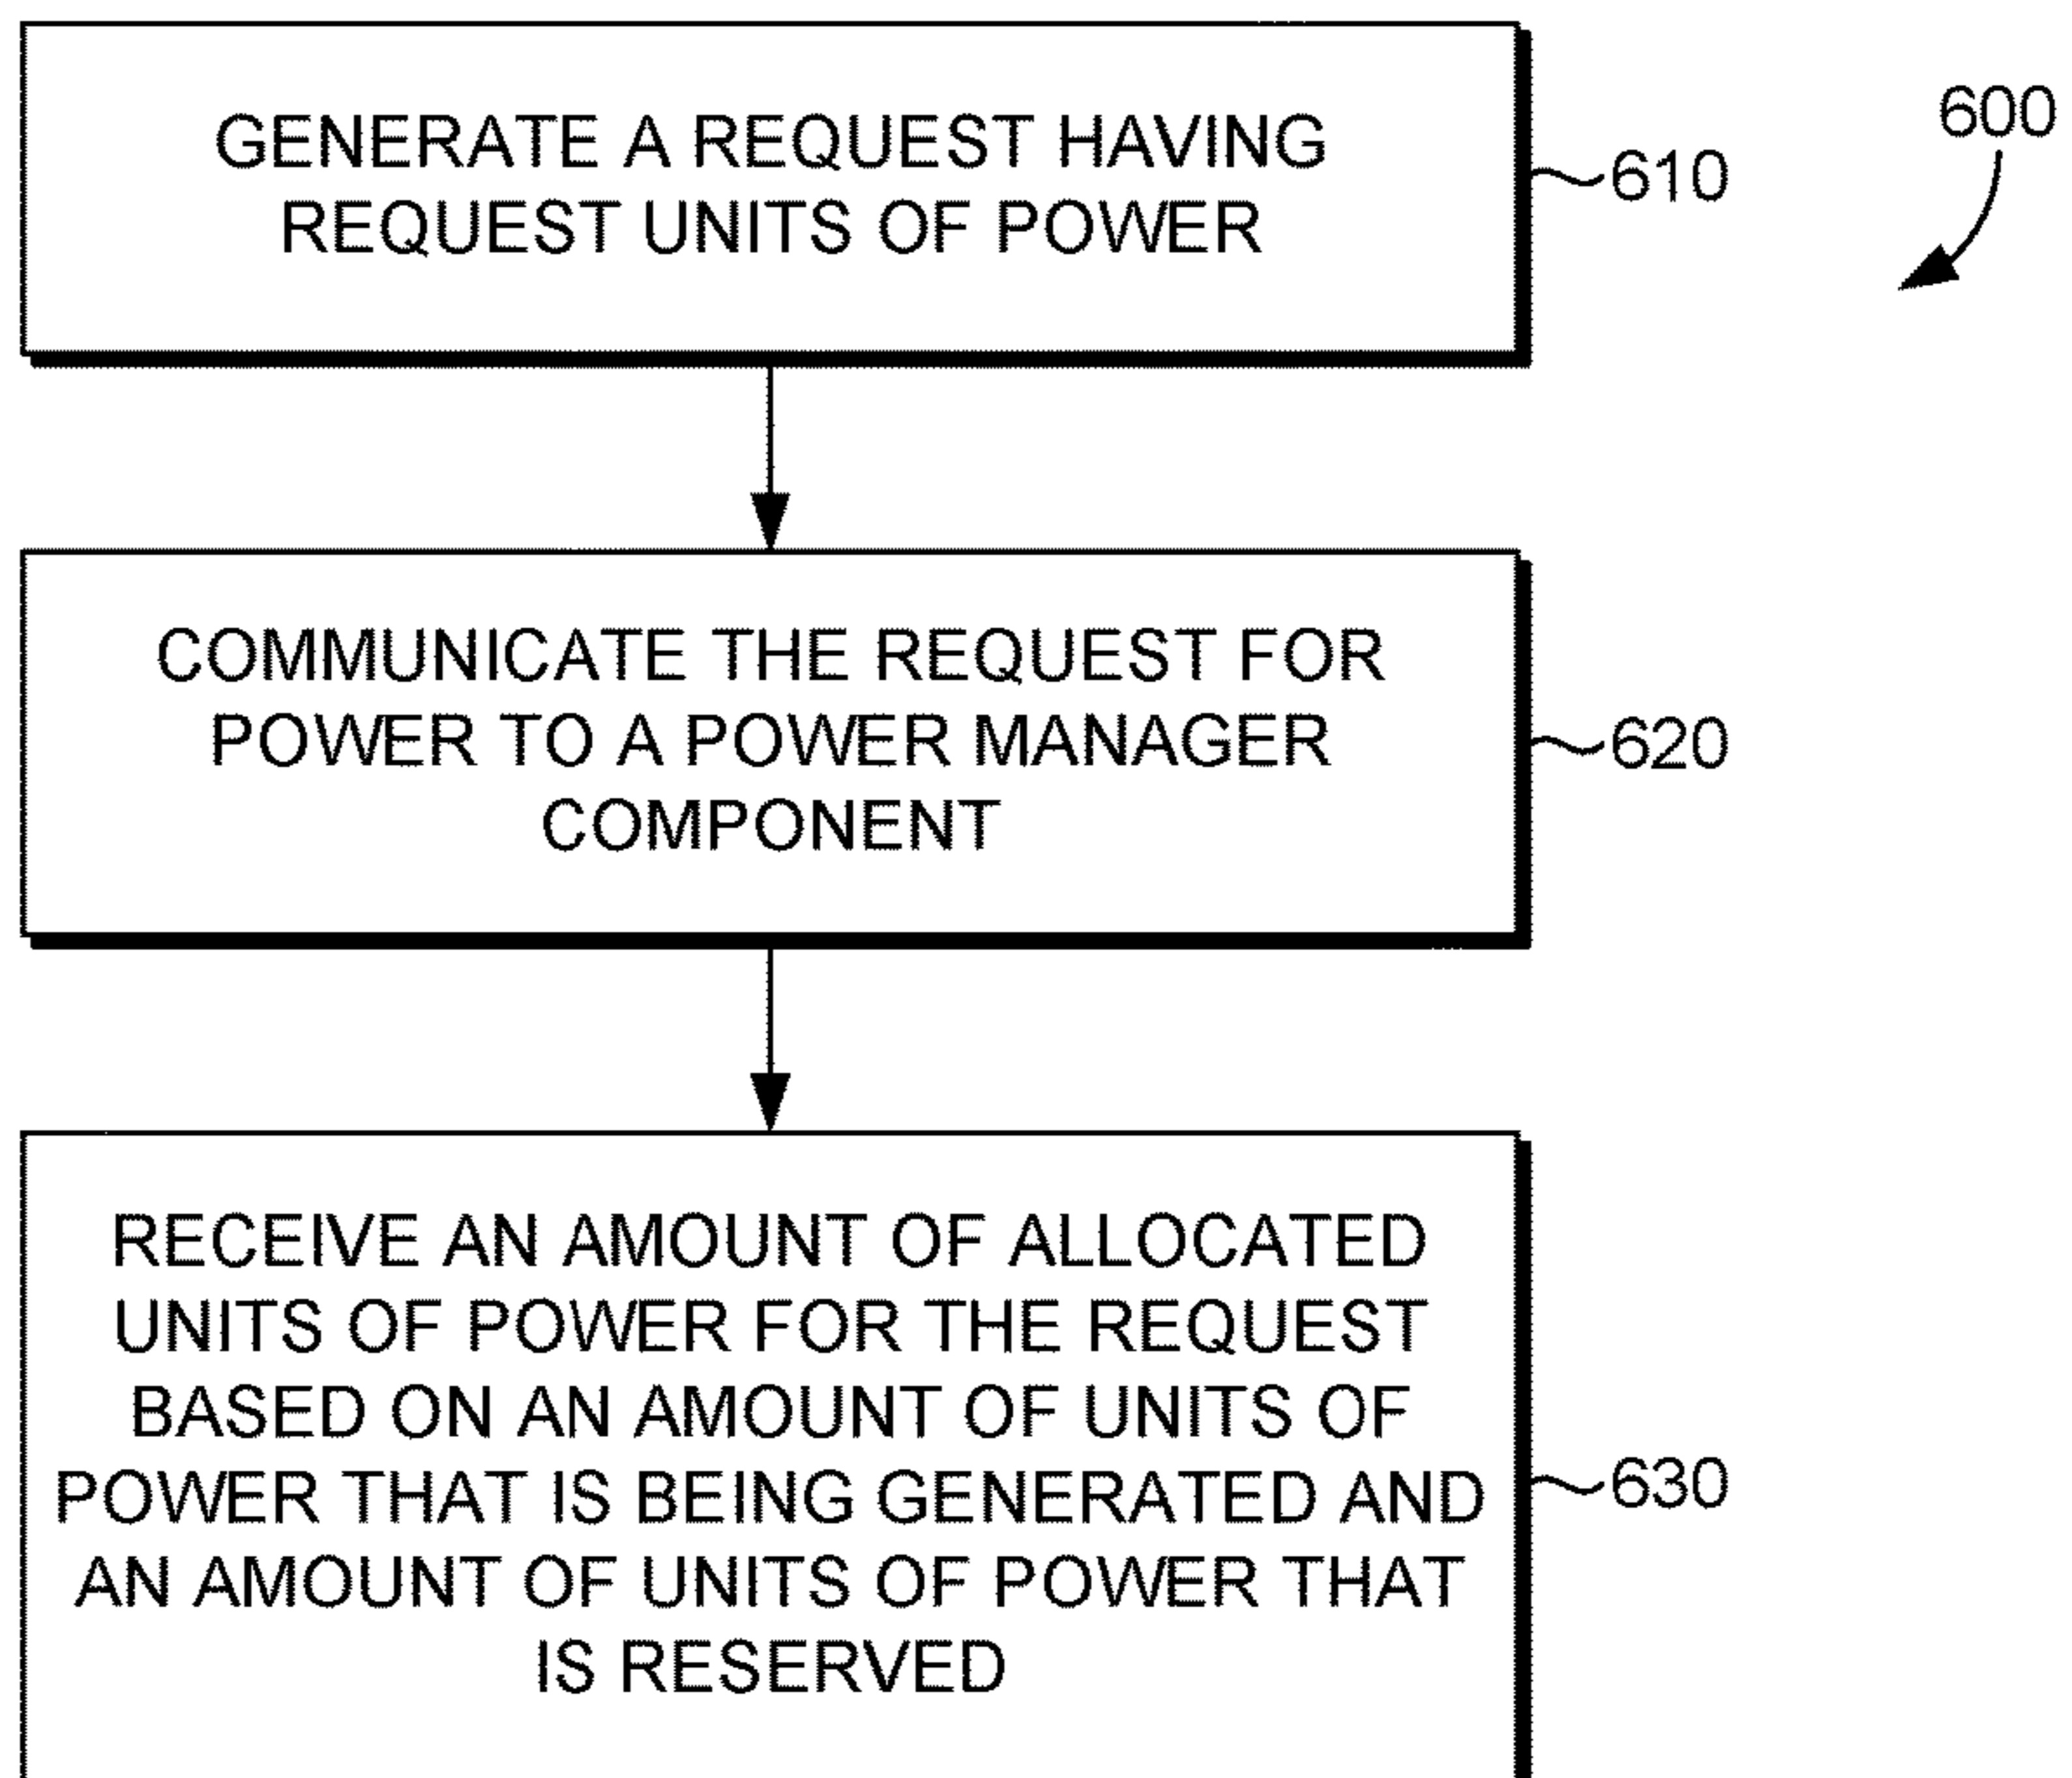 GENERATE A REQUEST HAVING
REQUEST UNITS OF POWER
610
600
COMMUNICATE THE REQUEST FOR
POWER TO A POWER MANAGER
COMPONENT
620
RECEIVE AN AMOUNT OF ALLOCATED
UNITS OF POWER FOR THE REQUEST
BASED ON AN AMOUNT OF UNITS OF
POWER THAT IS BEING GENERATED AND
AN AMOUNT OF UNITS OF POWER THAT
IS RESERVED
630